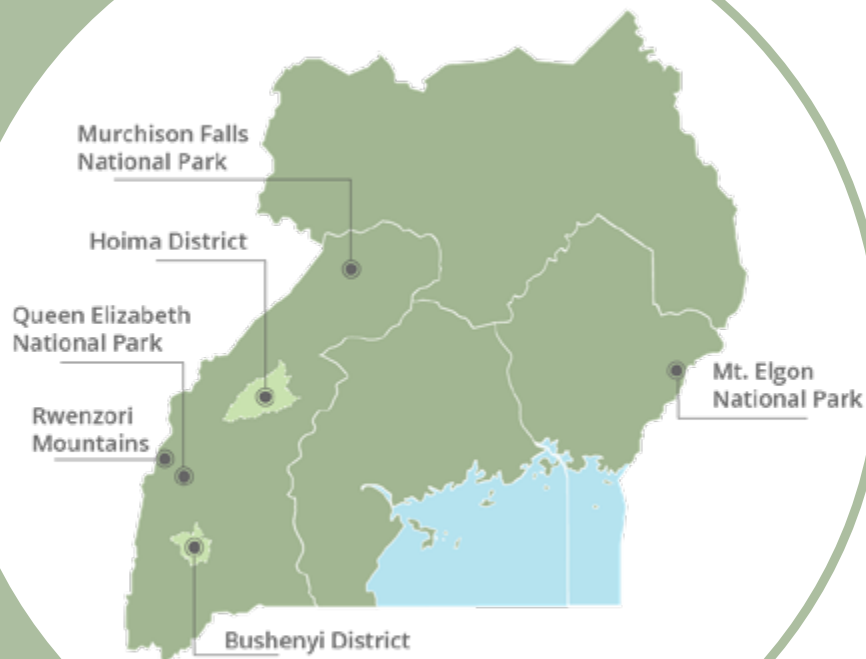 Murchison Falls
National Park
Hoima District
Queen Elizabeth
National Park
Rwenzori
Mountains
Mt. Elgon
National Park
Bushenyi District